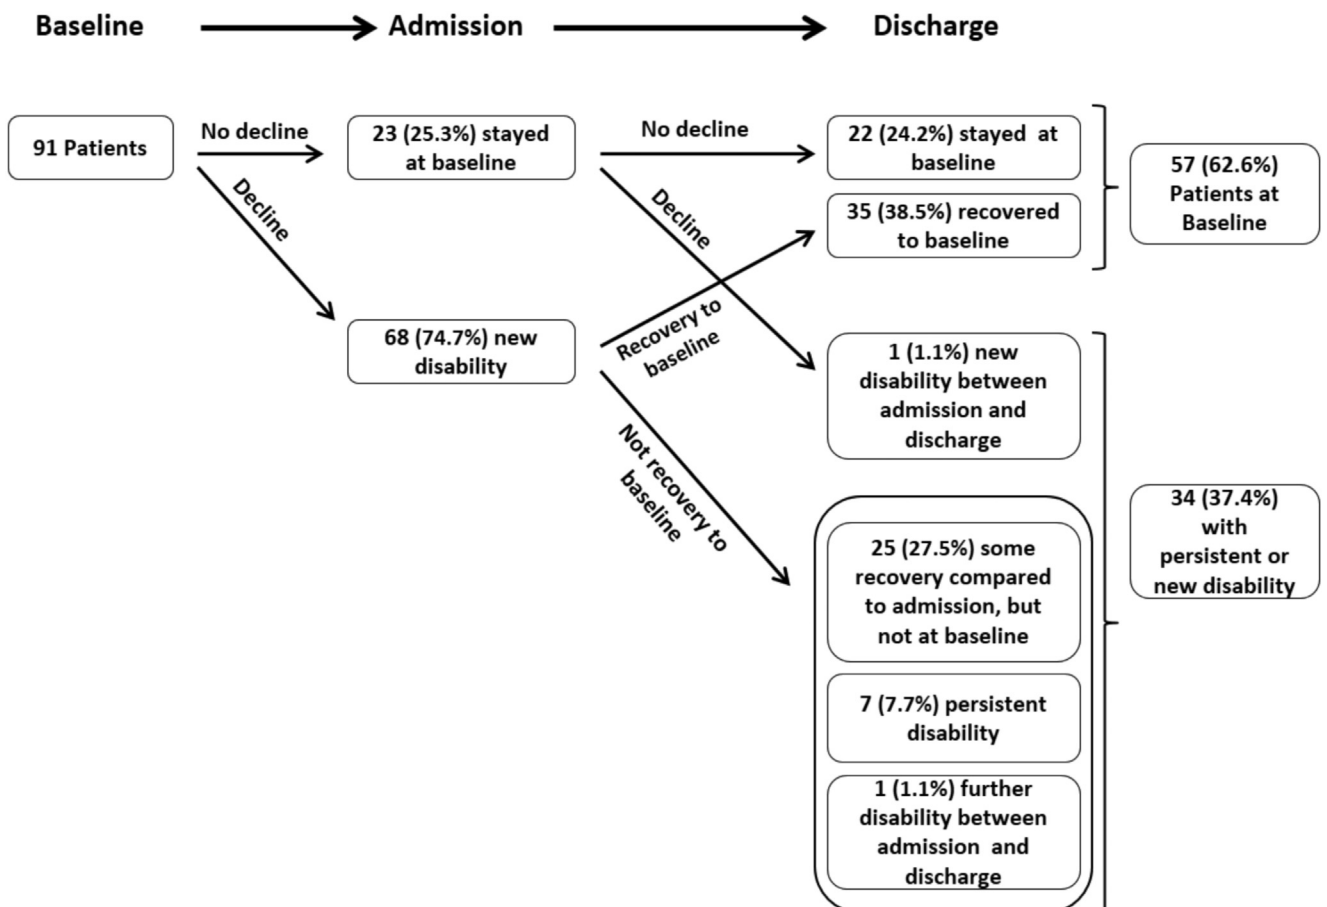 Baseline
Admission
Discharge
91 Patients
No decline
Decline
23 (25.3%) stayed
at baseline
68 (74.7%) new
disability
No decline
Decline
Recovery to
baseline
Not recovery to
baseline
22 (24.2%) stayed at
baseline
35 (38.5%) recovered
to baseline
1 (1.1%) new
disability between
admission and
discharge
25 (27.5%) some
recovery compared
to admission, but
not at baseline
7 (7.7%) persistent
disability
1 (1.1%) further
disability between
admission and
discharge
57 (62.6%)
Patients at
Baseline
34 (37.4%)
with
persistent or
new disability